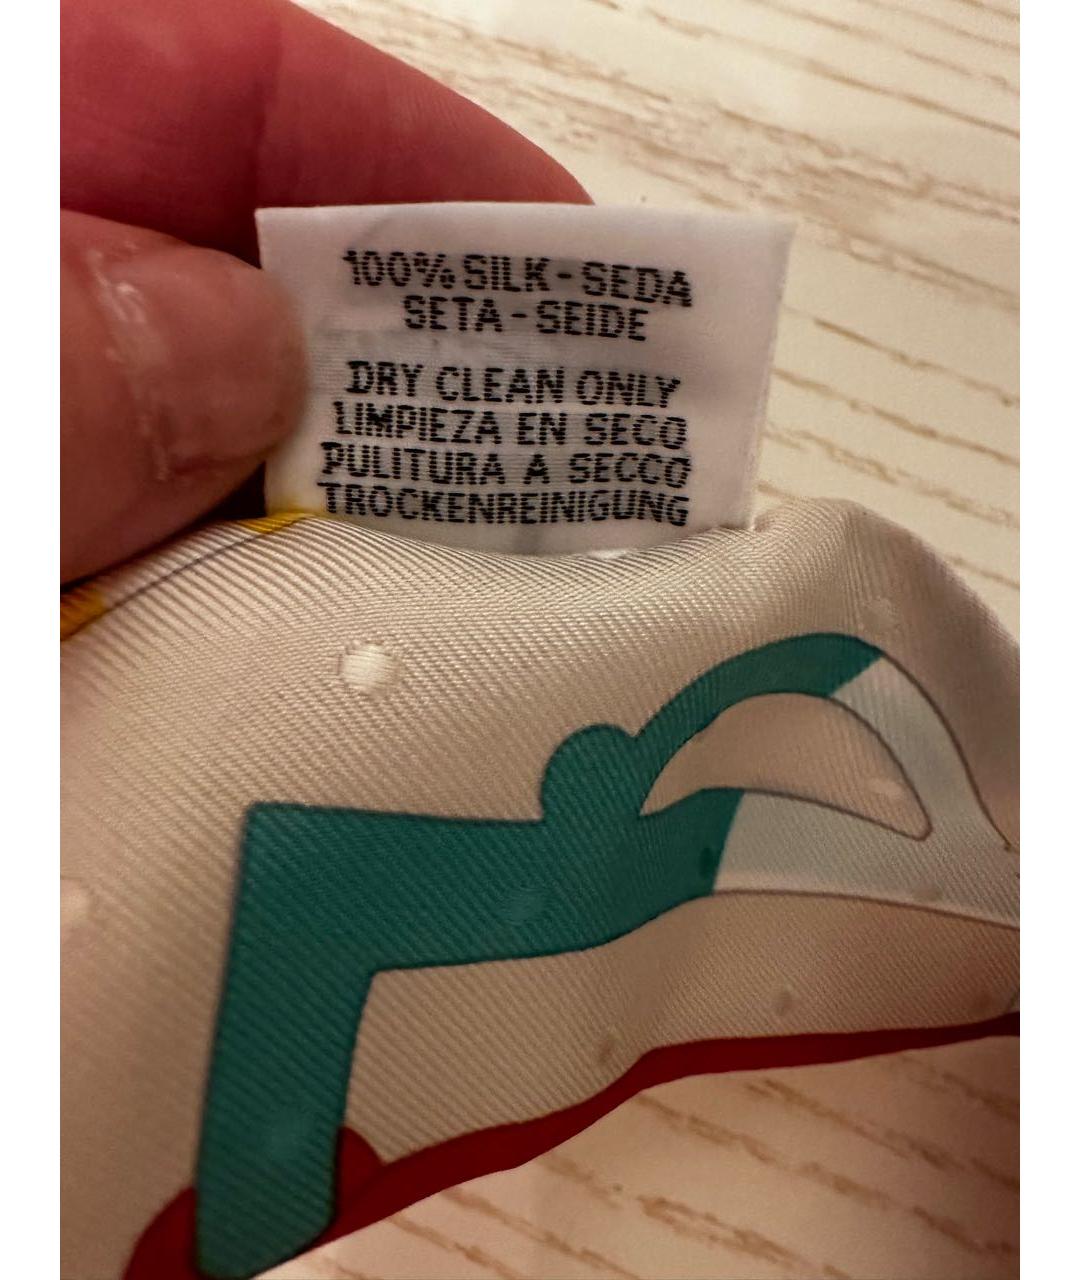 100% SILK - SEDA
SETA - SEIDE
DRY CLEAN ONLY
LIMPIEZA EN SECO
PULITURA A SECCO
TROCKENREINIGUNG